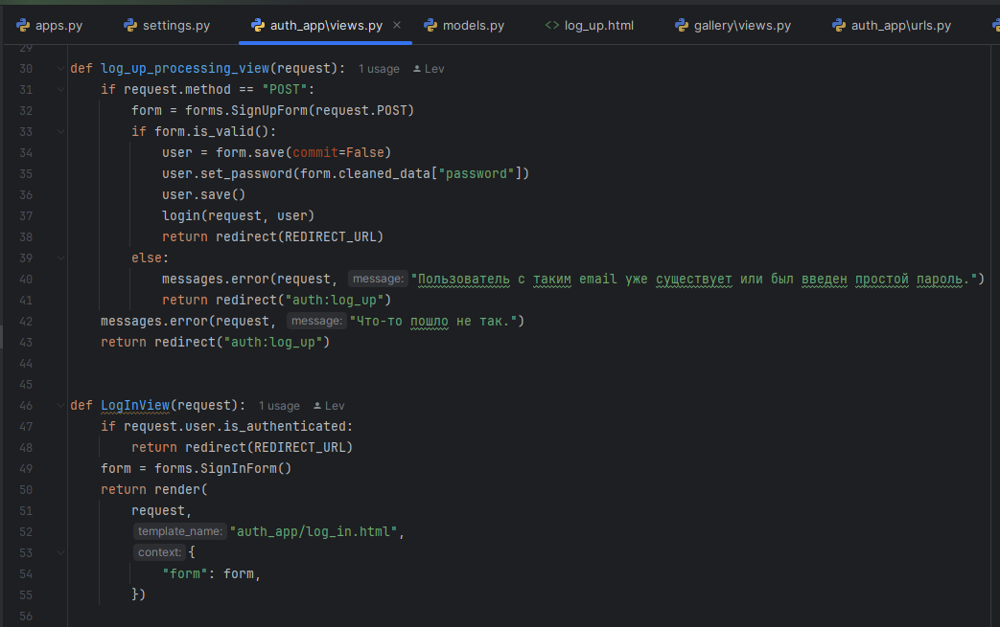 apps.py settings.py auth_app\views.py × models.py <> log_up.html gallery\views.py auth_app\urls.py
29
30 def log_up_processing_view(request): 1 usage Lev
31 if request.method == "POST":
32 form = forms.SignUpForm(request.POST)
33 if form.is_valid():
34 user = form.save(commit=False)
35 user.set_password(form.cleaned_data["password"])
36 user.save()
37 login(request, user)
38 return redirect(REDIRECT_URL)
39 else:
40 messages.error(request, message: "Пользователь с таким email уже существует или был введен простой пароль.")
41 return redirect("auth:log_up")
42 messages.error(request, message: "Что-то пошло не так.")
43 return redirect("auth:log_up")
44
45
46 def LogInView(request): 1 usage Lev
47 if request.user.is_authenticated:
48 return redirect(REDIRECT_URL)
49 form = forms.SignInForm()
50 return render(
51 request,
52 template_name: "auth_app/log_in.html",
53 context: {
54 "form": form,
55 })
56